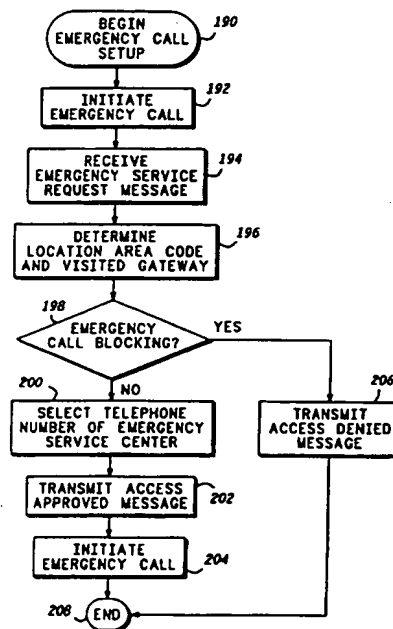 BEGIN
EMERGENCY CALL
SETUP
190
192
INITIATE
EMERGENCY CALL
194
RECEIVE
EMERGENCY SERVICE
REQUEST MESSAGE
196
DETERMINE
LOCATION AREA CODE
AND VISITED GATEWAY
198
EMERGENCY
CALL BLOCKING?
YES
NO
200
SELECT TELEPHONE
NUMBER OF EMERGENCY
SERVICE CENTER
206
TRANSMIT
ACCESS DENIED
MESSAGE
TRANSMIT ACCESS
APPROVED MESSAGE
202
INITIATE
EMERGENCY CALL
204
208
END